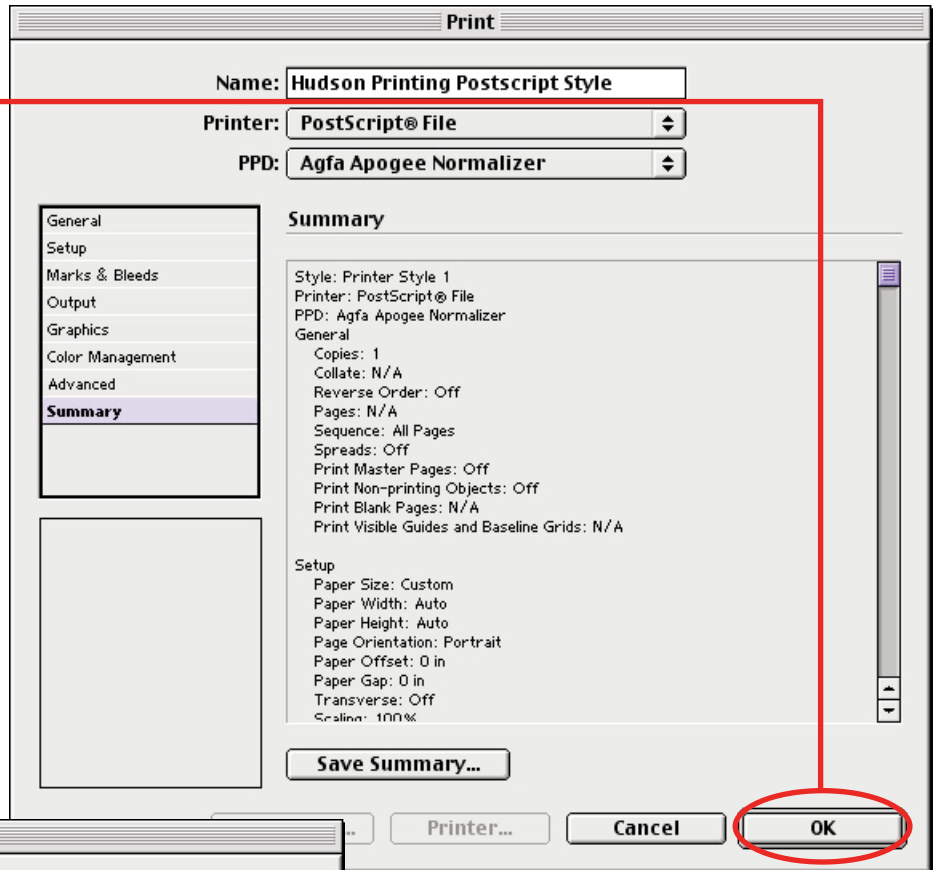 Print
Name: Hudson Printing Postscript Style
Printer: PostScript® File
PPD: Agfa Apogee Normalizer
General
Setup
Marks & Bleeds
Output
Graphics
Color Management
Advanced
Summary
Summary
Style: Printer Style 1
Printer: PostScript® File
PPD: Agfa Apogee Normalizer
General
Copies: 1
Collate: N/A
Reverse Order: Off
Pages: N/A
Sequence: All Pages
Spreads: Off
Print Master Pages: Off
Print Non-printing Objects: Off
Print Blank Pages: N/A
Print Visible Guides and Baseline Grids: N/A
Setup
Paper Size: Custom
Paper Width: Auto
Paper Height: Auto
Page Orientation: Portrait
Paper Offset: 0 in
Paper Gap: 0 in
Transverse: Off
Scaling: 100%
Save Summary...
Printer...
Cancel
OK